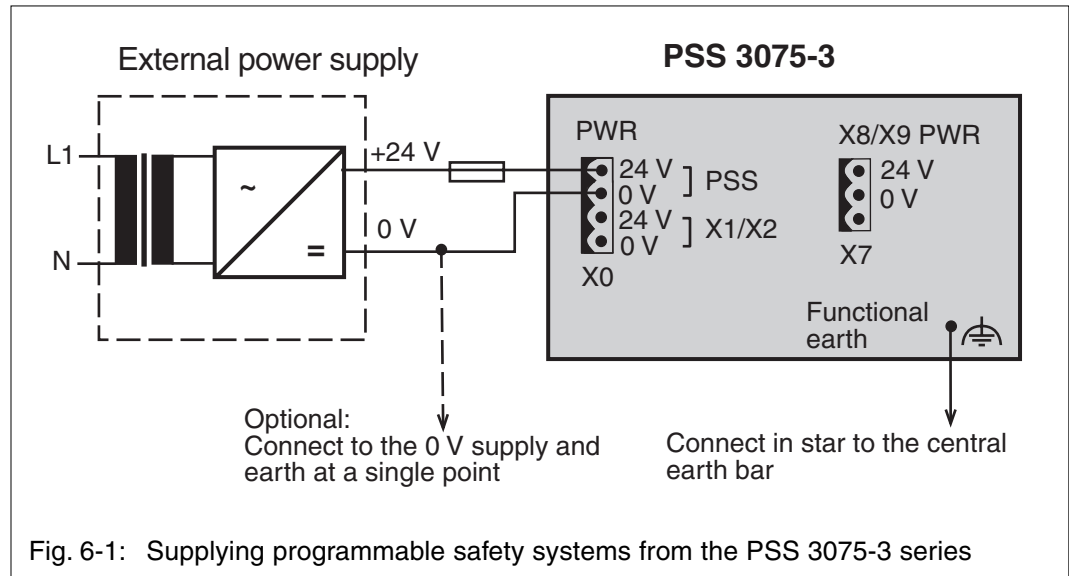 External power supply
PSS 3075-3
L1
N
~
=
+24 V
0 V
PWR
24 V
0 V
] PSS
24 V
0 V
] X1/X2
X0
X8/X9 PWR
24 V
0 V
X7
Functional
earth
Optional:
Connect to the 0 V supply and
earth at a single point
Connect in star to the central
earth bar
Fig. 6-1: Supplying programmable safety systems from the PSS 3075-3 series